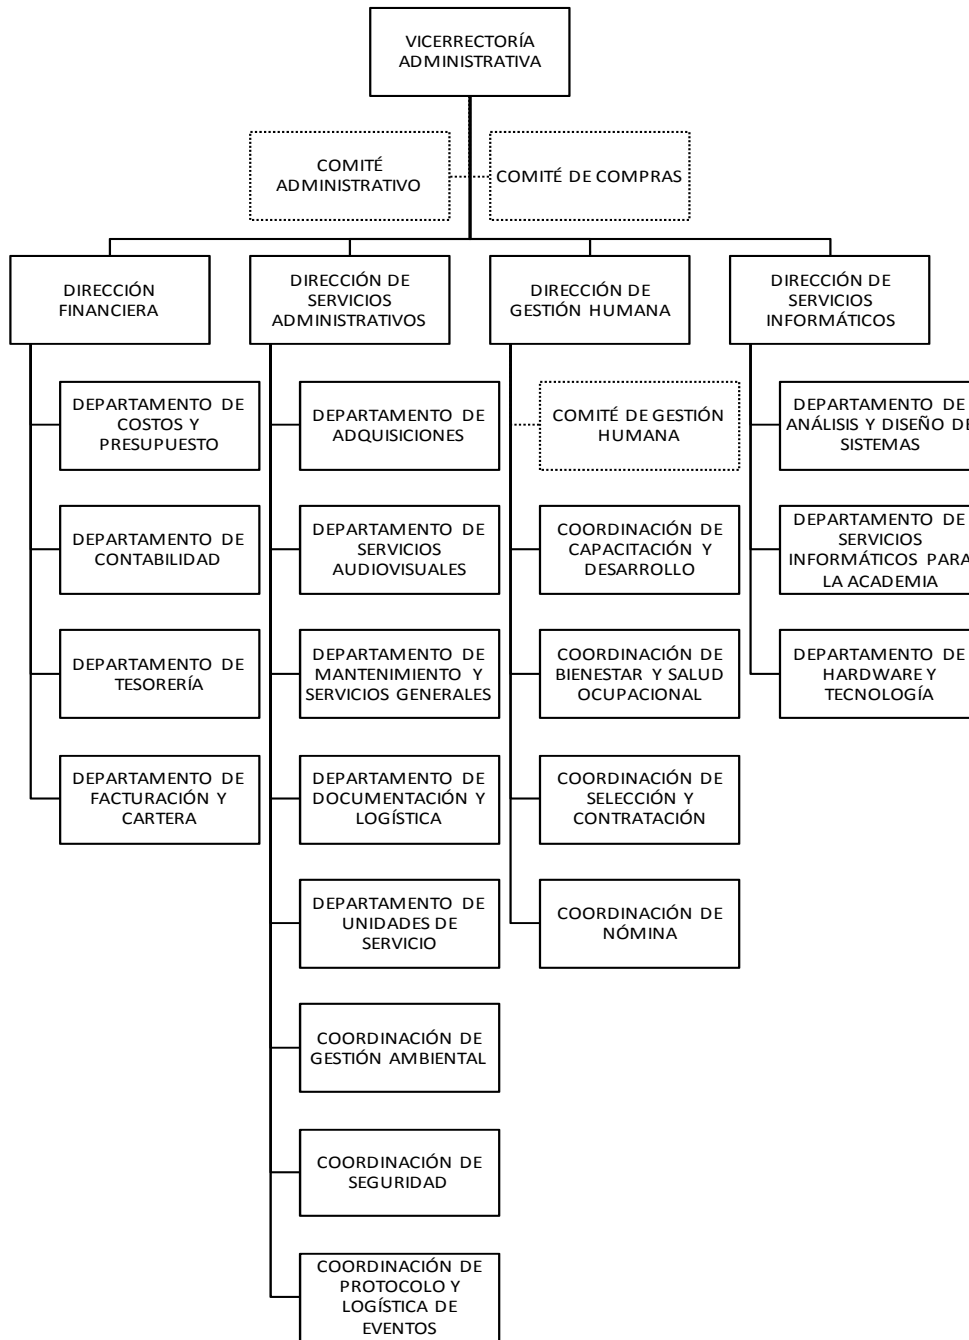 VICERRECTORÍA
ADMINISTRATIVA
COMITÉ
ADMINISTRATIVO
COMITÉ DE COMPRAS
DIRECCIÓN
FINANCIERA
DIRECCIÓN DE
SERVICIOS
ADMINISTRATIVOS
DIRECCIÓN DE
GESTIÓN HUMANA
DIRECCIÓN DE
SERVICIOS
INFORMÁTICOS
DEPARTAMENTO DE
COSTOS Y
PRESUPUESTO
DEPARTAMENTO DE
CONTABILIDAD
DEPARTAMENTO DE
TESORERÍA
DEPARTAMENTO DE
FACTURACIÓN Y
CARTERA
DEPARTAMENTO DE
ADQUISICIONES
DEPARTAMENTO DE
SERVICIOS
AUDIOVISUALES
DEPARTAMENTO DE
MANTENIMIENTO Y
SERVICIOS GENERALES
DEPARTAMENTO DE
DOCUMENTACIÓN Y
LOGÍSTICA
DEPARTAMENTO DE
UNIDADES DE
SERVICIO
COORDINACIÓN DE
GESTIÓN AMBIENTAL
COORDINACIÓN DE
SEGURIDAD
COORDINACIÓN DE
PROTOCOLO Y
LOGÍSTICA DE
EVENTOS
COMITÉ DE GESTIÓN
HUMANA
COORDINACIÓN DE
CAPACITACIÓN Y
DESARROLLO
COORDINACIÓN DE
BIENESTAR Y SALUD
OCUPACIONAL
COORDINACIÓN DE
SELECCIÓN Y
CONTRATACIÓN
COORDINACIÓN DE
NÓMINA
DEPARTAMENTO DE
ANÁLISIS Y DISEÑO DE
SISTEMAS
DEPARTAMENTO DE
SERVICIOS
INFORMÁTICOS PARA
LA ACADEMIA
DEPARTAMENTO DE
HARDWARE Y
TECNOLOGÍA